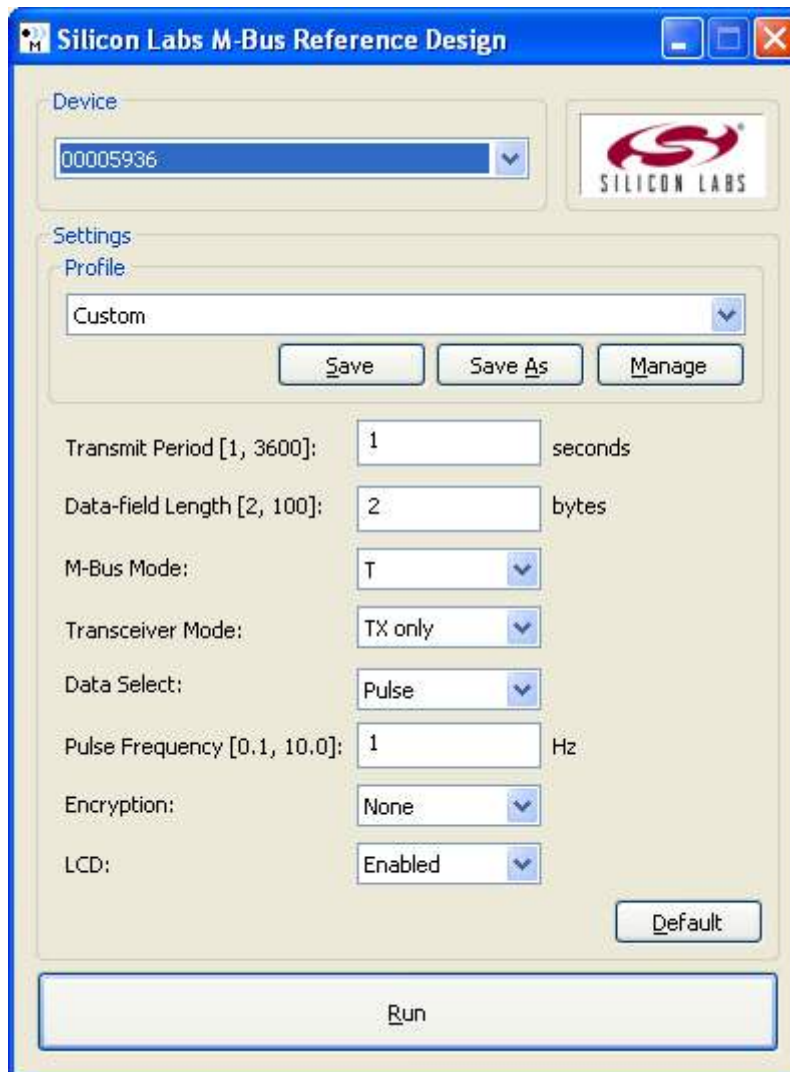 Silicon Labs M-Bus Reference Design
Device
00005936
SILICON LABS
Settings
Profile
Custom
Save Save As Manage
Transmit Period [1, 3600]: 1 seconds
Data-field Length [2, 100]: 2 bytes
M-Bus Mode: T
Transceiver Mode: TX only
Data Select: Pulse
Pulse Frequency [0.1, 10.0]: 1 Hz
Encryption: None
LCD: Enabled
Default
Run